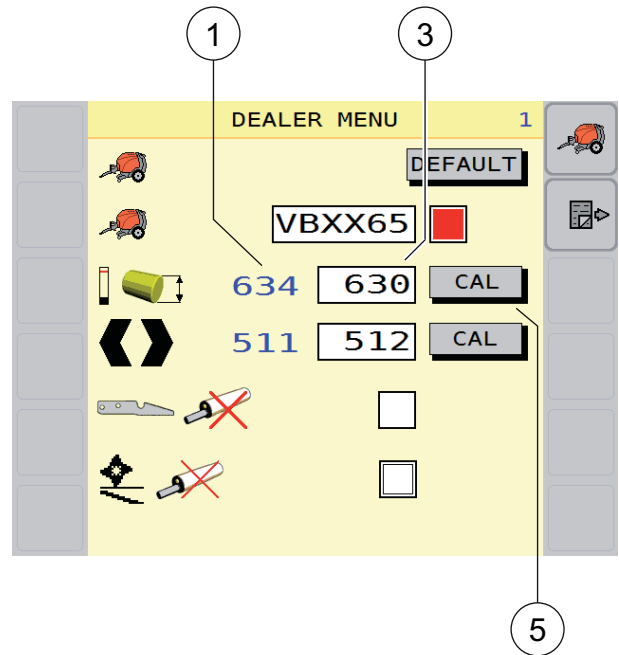 1 3
DEALER MENU 1
DEFAULT
VBXX65
634 630 CAL
511 512 CAL
5